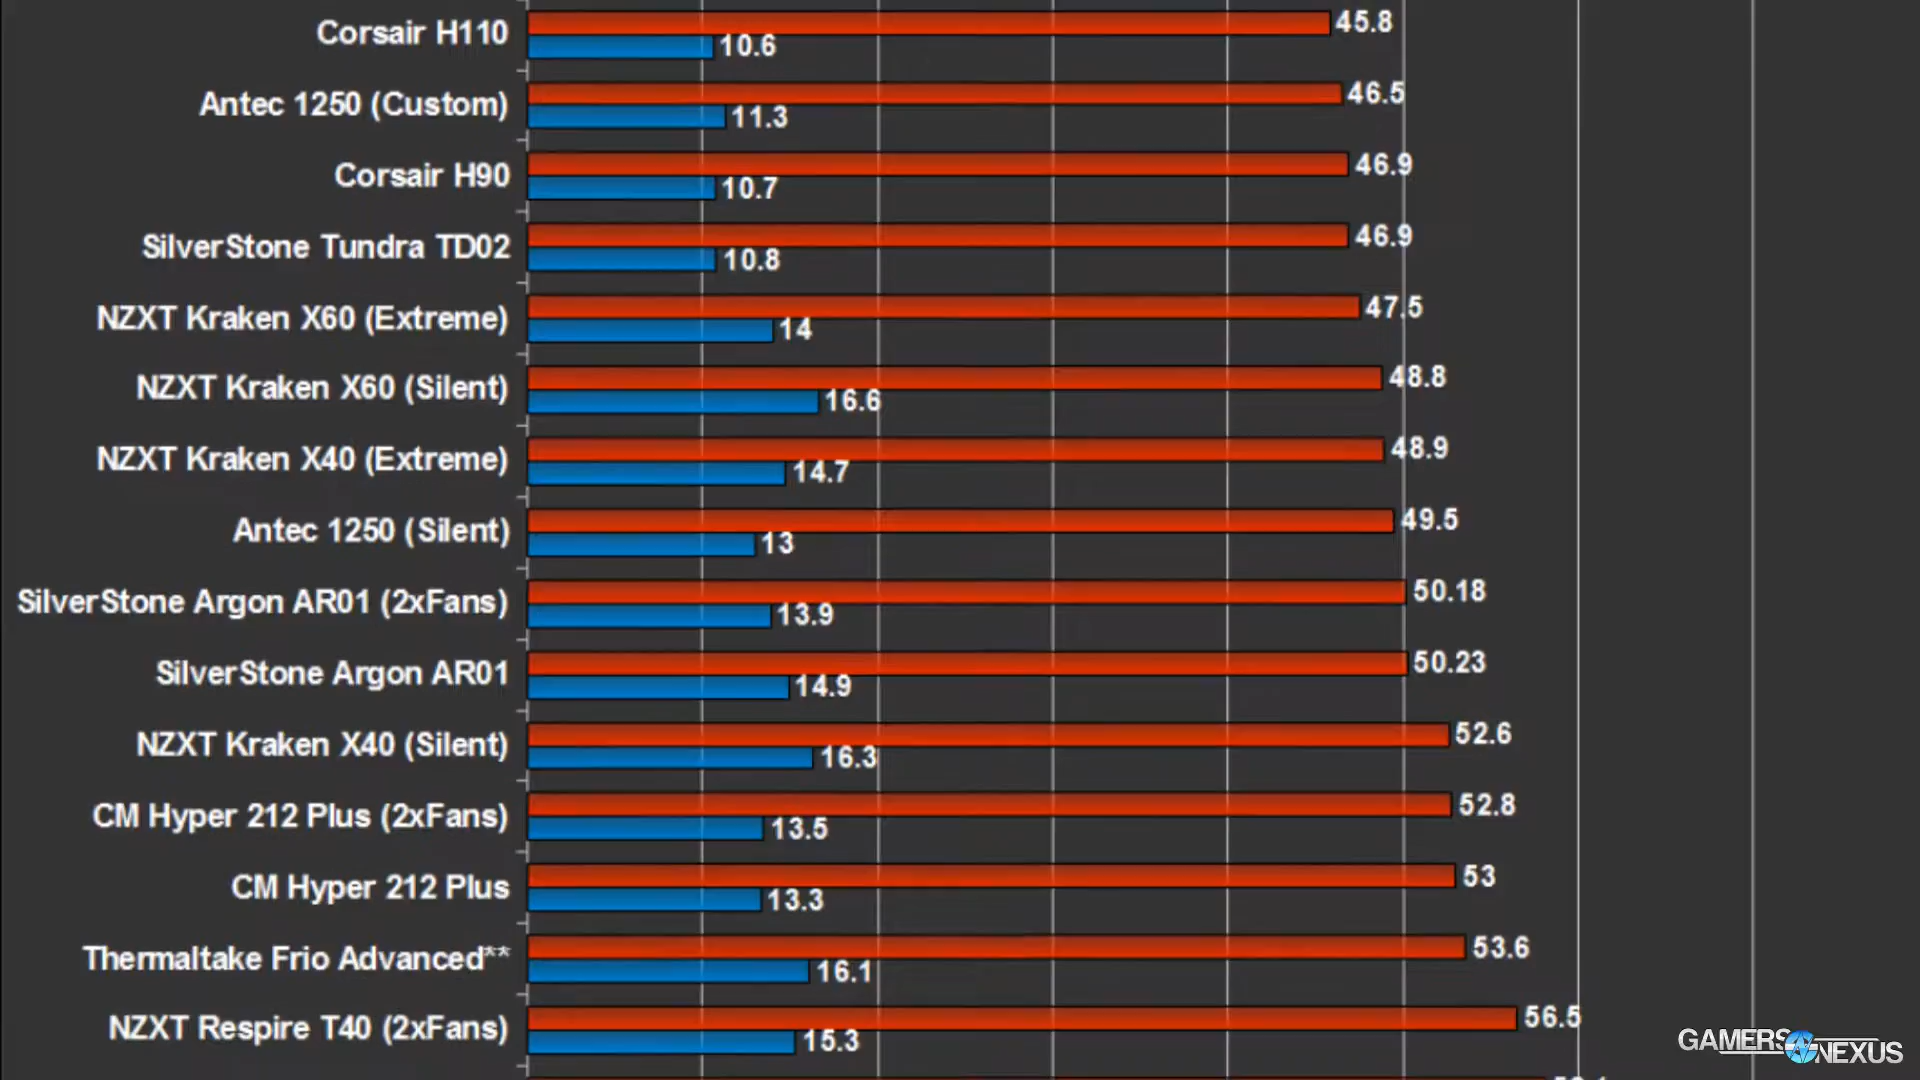 Corsair H110
45.8
10.6
Antec 1250 (Custom)
46.5
11.3
Corsair H90
46.9
10.7
SilverStone Tundra TD02
46.9
10.8
NZXT Kraken X60 (Extreme)
47.5
14
NZXT Kraken X60 (Silent)
48.8
16.6
NZXT Kraken X40 (Extreme)
48.9
14.7
Antec 1250 (Silent)
49.5
13
SilverStone Argon AR01 (2xFans)
50.18
13.9
SilverStone Argon AR01
50.23
14.9
NZXT Kraken X40 (Silent)
52.6
16.3
CM Hyper 212 Plus (2xFans)
52.8
13.5
CM Hyper 212 Plus
53
13.3
Thermaltake Frio Advanced**
53.6
16.1
NZXT Respire T40 (2xFans)
56.5
15.3
GAMERS NEXUS